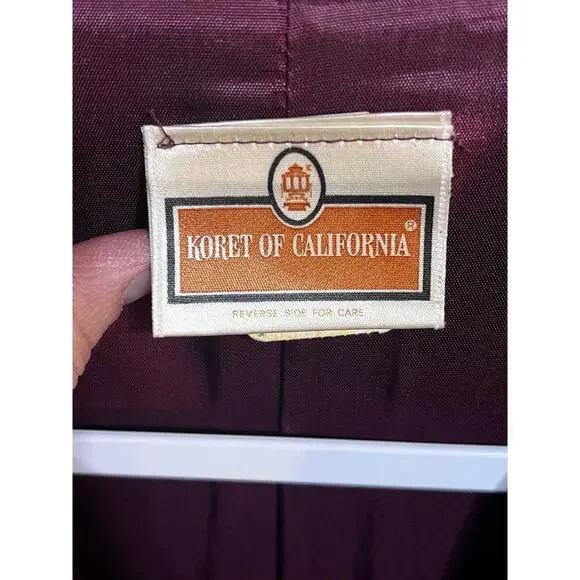 KORET OF CALIFORNIA®
REVERSE SIDE FOR CARE